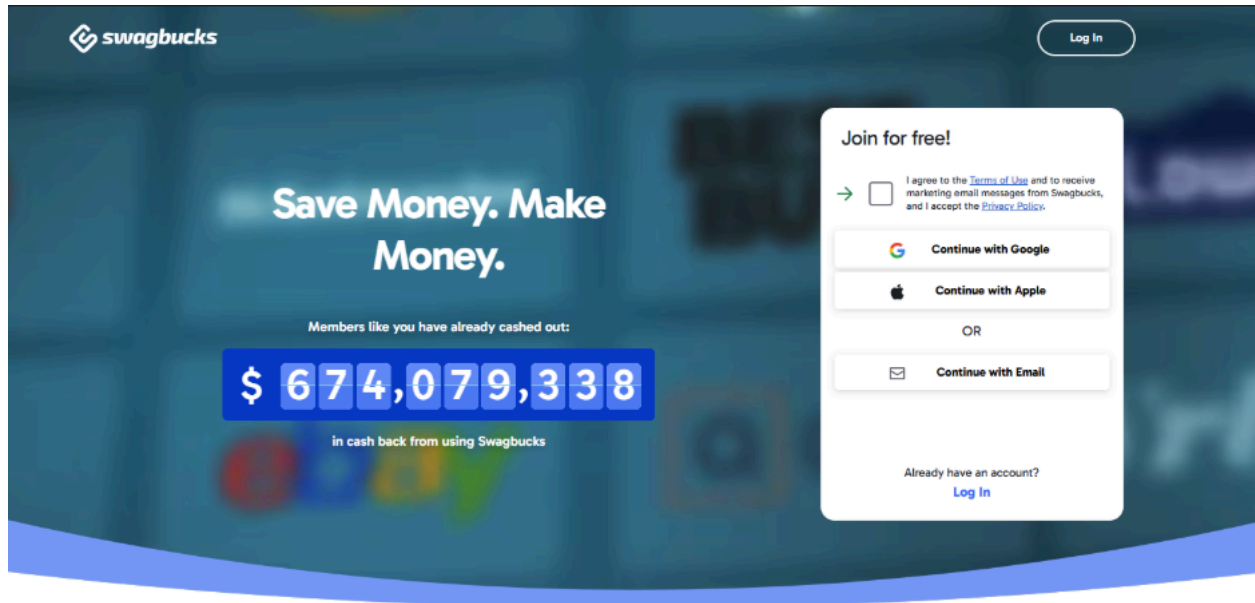 swagbucks
Log In
Save Money. Make
Money.
Members like you have already cashed out:
$ 674,079,338
in cash back from using Swagbucks
Join for free!
I agree to the Terms of Use and to receive
marketing email messages from Swagbucks,
and I accept the Privacy Policy.
Continue with Google
Continue with Apple
OR
Continue with Email
Already have an account?
Log In
ebay